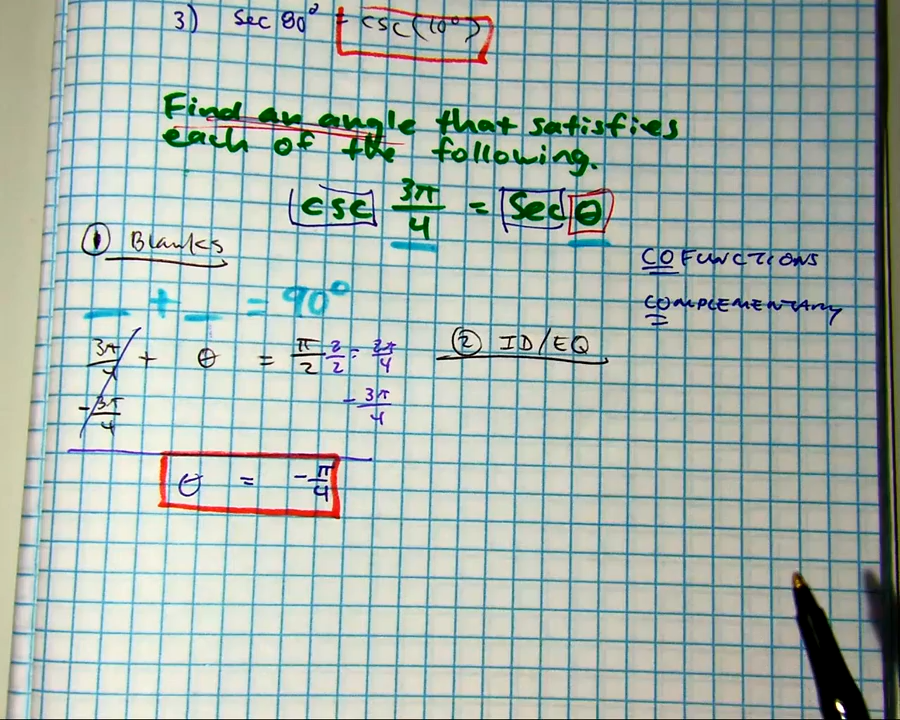 3) sec 80° = csc(10°)
Find an angle that satisfies
each of the following.
csc 3π/4 = Sec θ
① Blanks
COFUNCTIONS
__ + __ = 90°
COMPLEMENTARY
3π/4 + θ = π/2 2/2 = 2π/4
② ID/EQ
- 3π/4 - 3π/4
θ = -π/4